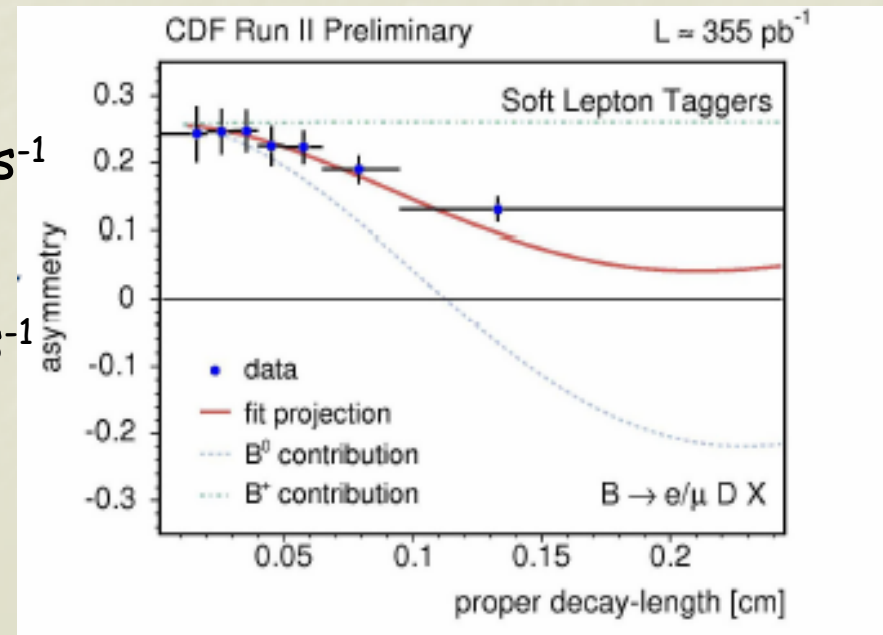 CDF Run II Preliminary
L ≈ 355 pb⁻¹
Soft Lepton Taggers
s⁻¹
asymmetry
0.3
0.2
0.1
0
-0.1
-0.2
-0.3
data
fit projection
B⁰ contribution
B⁺ contribution
B → e/μ D X
0.05
0.1
0.15
0.2
proper decay-length [cm]